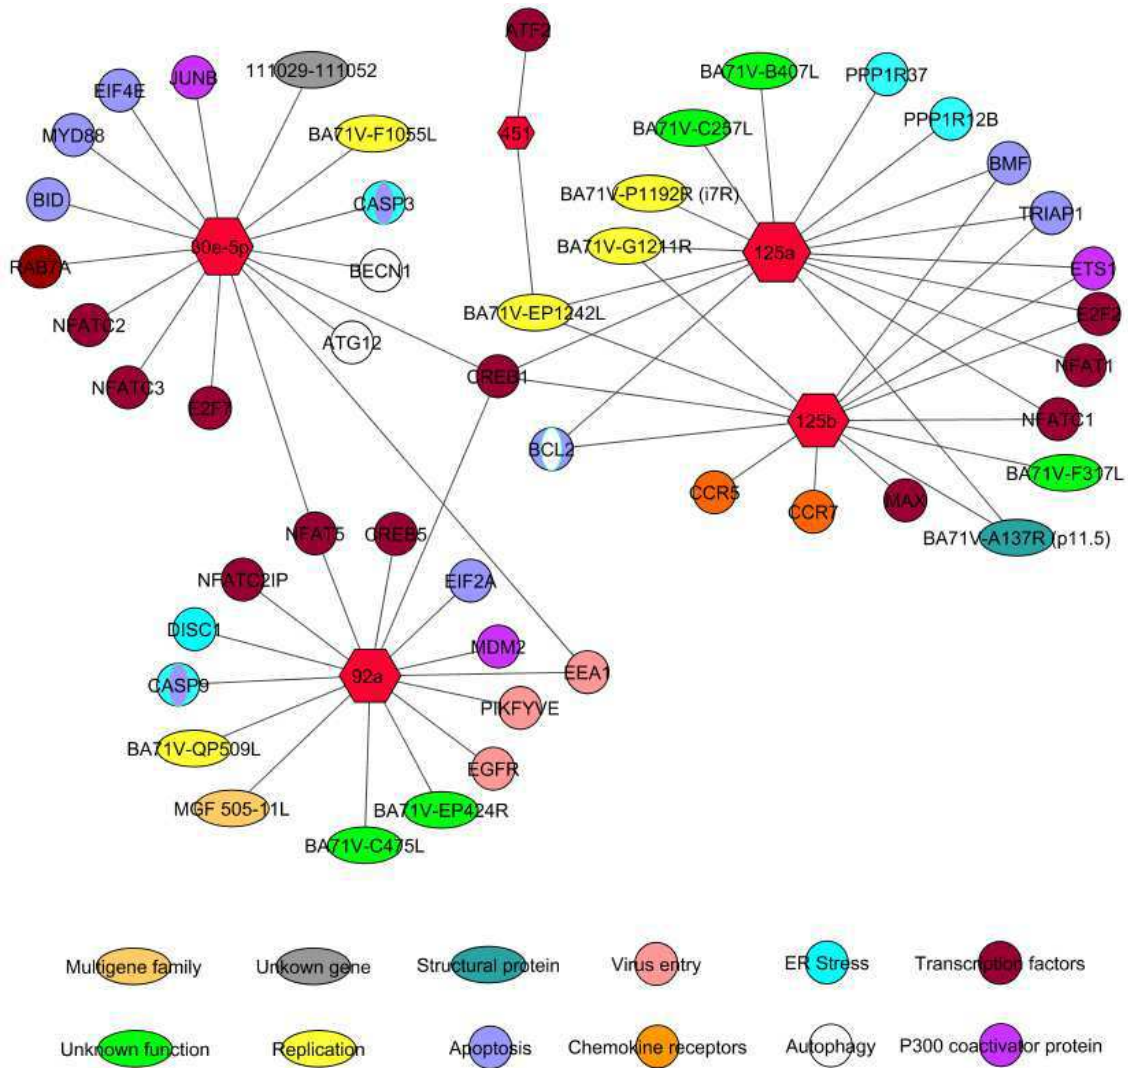 ATF2
111029-111052
JUNB
BA71V-B407L
PPP1R37
EIF4E
PPP1R12B
MYD88
BA71V-F1055L
451
BA71V-C257L
BMF
BID
CASP3
BA71V-P1192R (i7R)
TRIAP1
30e-5p
BA71V-G1211R
125a
RAB7A
BECN1
ETS1
BA71V-EP1242L
E2F2
NFATC2
ATG12
NFAT1
CREB1
NFATC3
E2F7
125b
NFATC1
BCL2
BA71V-F317L
CCR5
CCR7
MAX
NFAT5
CREB5
BA71V-A137R (p11.5)
NFATC2IP
EIF2A
DISC1
MDM2
92a
EEA1
CASP9
PIKFYVE
BA71V-QP509L
EGFR
MGF 505-11L
BA71V-EP424R
BA71V-C475L
Multigene family
Unkown gene
Structural protein
Virus entry
ER Stress
Transcription factors
Unknown function
Replication
Apoptosis
Chemokine receptors
Autophagy
P300 coactivator protein